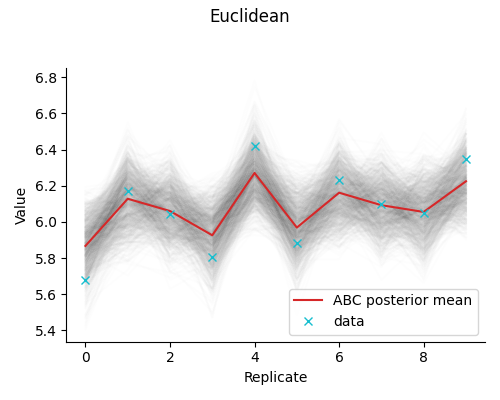 Euclidean
6.8
6.6
6.4
6.2
6.0
5.8
5.6
5.4
Value
0
2
4
6
8
Replicate
ABC posterior mean
data